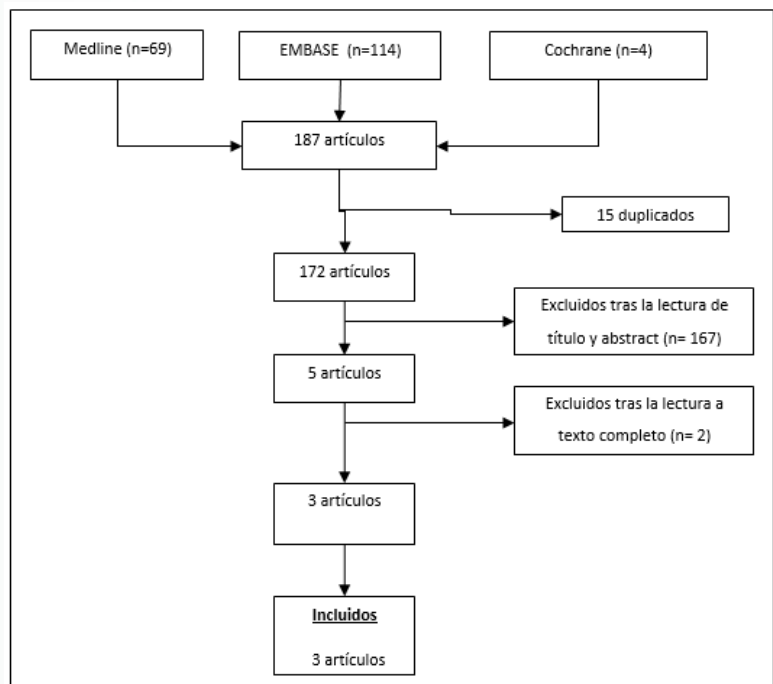 Medline (n=69)
EMBASE (n=114)
Cochrane (n=4)
187 artículos
15 duplicados
172 artículos
Excluidos tras la lectura de
título y abstract (n= 167)
5 artículos
Excluidos tras la lectura a
texto completo (n= 2)
3 artículos
Incluidos
3 artículos